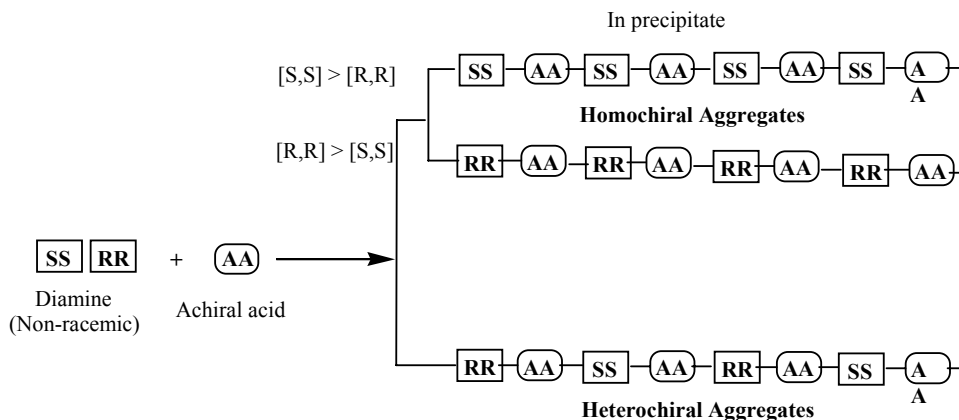 In precipitate
[S,S] > [R,R]
SS AA SS AA SS AA SS A
A
Homochiral Aggregates
[R,R] > [S,S]
RR AA RR AA RR AA RR AA
SS RR + AA
Diamine
(Non-racemic)
Achiral acid
RR AA SS AA RR AA SS A
A
Heterochiral Aggregates